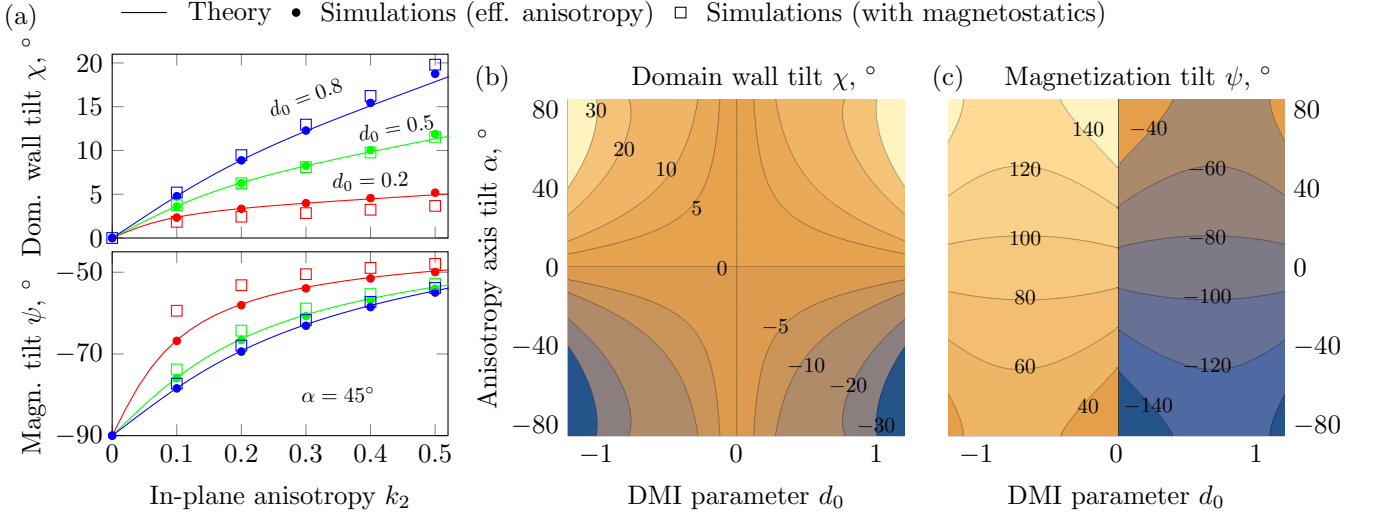 (a)
Theory
Simulations (eff. anisotropy)
Simulations (with magnetostatics)
Dom. wall tilt χ, °
20
15
10
5
0
d₀ = 0.8
d₀ = 0.5
d₀ = 0.2
Magn. tilt ψ, °
−50
−70
−90
α = 45°
0 0.1 0.2 0.3 0.4 0.5
In-plane anisotropy k₂
(b)
Domain wall tilt χ, °
Anisotropy axis tilt α, °
80
40
0
−40
−80
30
20
10
5
0
−5
−10
−20
−30
−1 0 1
DMI parameter d₀
(c)
Magnetization tilt ψ, °
140
120
100
80
60
40
−40
−60
−80
−100
−120
−140
80
40
0
−40
−80
−1 0 1
DMI parameter d₀